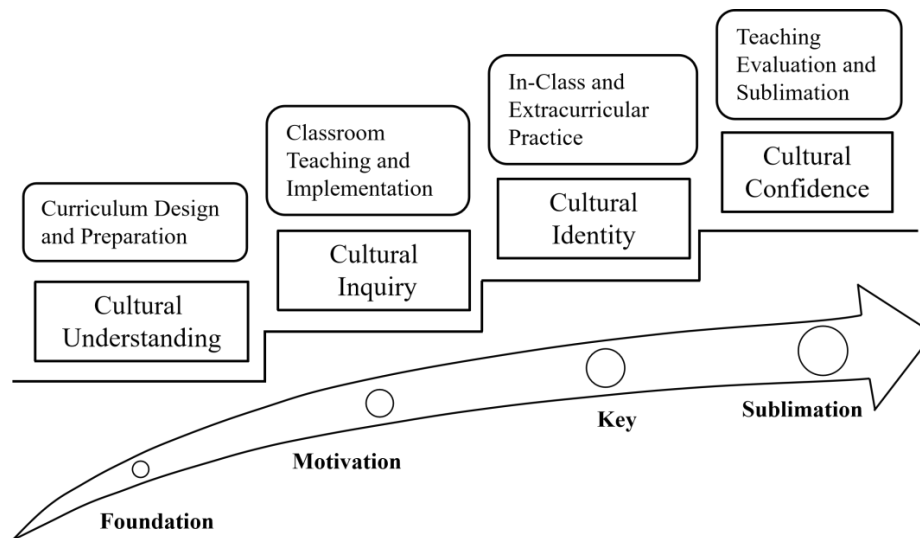 Curriculum Design
and Preparation
Cultural
Understanding
Classroom
Teaching and
Implementation
Cultural
Inquiry
In-Class and
Extracurricular
Practice
Cultural
Identity
Teaching
Evaluation and
Sublimation
Cultural
Confidence
Foundation
Motivation
Key
Sublimation